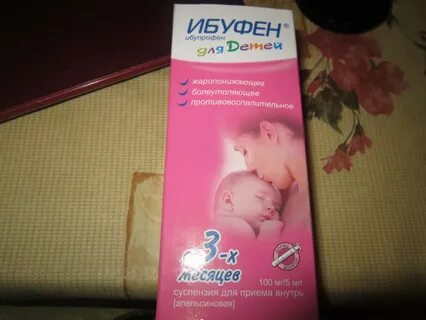 ИБУФЕН®
ибупрофен
для Детей
жаропонижающее
болеутоляющее
противовоспалительное
с 3-х
месяцев
100 мг/5 мл
суспензия для приема внутрь
[апельсиновая]